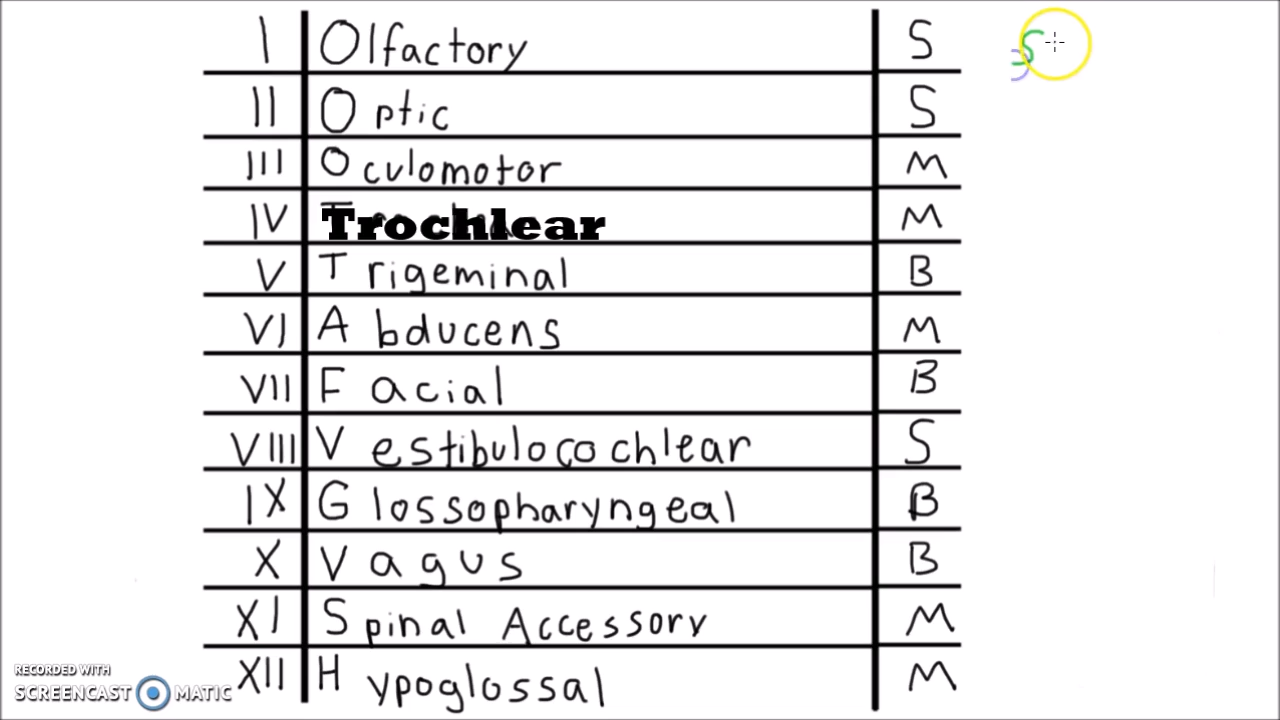 I Olfactory S S
II Optic S
III Oculomotor M
IV Trochlear M
V Trigeminal B
VI Abducens M
VII Facial B
VIII Vestibulocochlear S
IX Glossopharyngeal B
X Vagus B
XI Spinal Accessory M
XII Hypoglossal M
RECORDED WITH
SCREENCAST MATIC